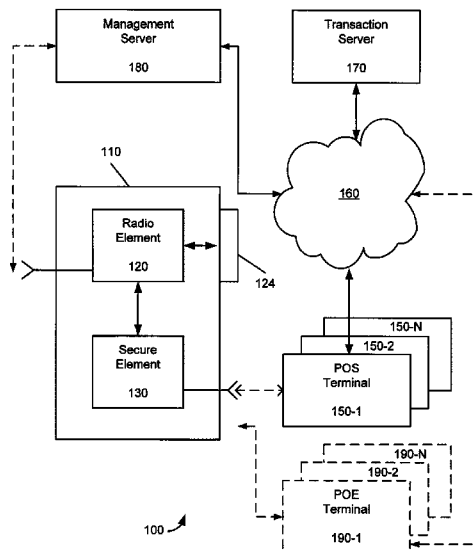 Management
Server
180
Transaction
Server
170
110
160
Radio
Element
120
124
Secure
Element
130
150-N
150-2
POS
Terminal
150-1
190-N
190-2
POE
Terminal
190-1
100